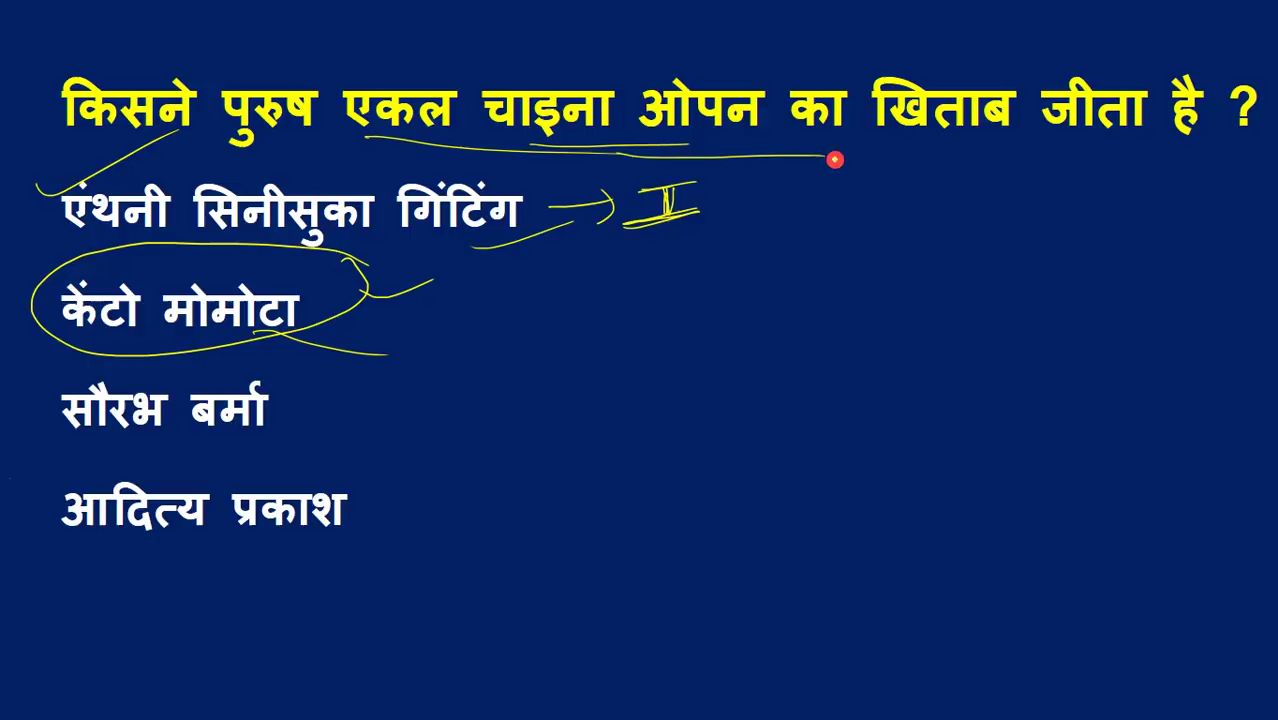 किसने पुरुष एकल चाइना ओपन का खिताब जीता है ?
एंथनी सिनीसुका गिंटिंग → I
केंटो मोमोटा
सौरभ बर्मा
आदित्य प्रकाश